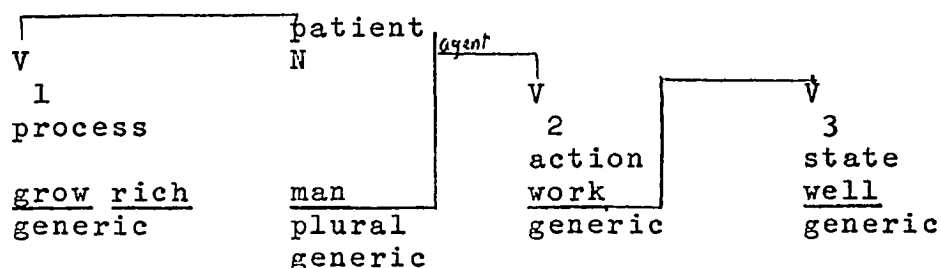 patient
agent
V N
V V
1
2 3
process
action state
grow rich man work well
generic plural generic generic
generic